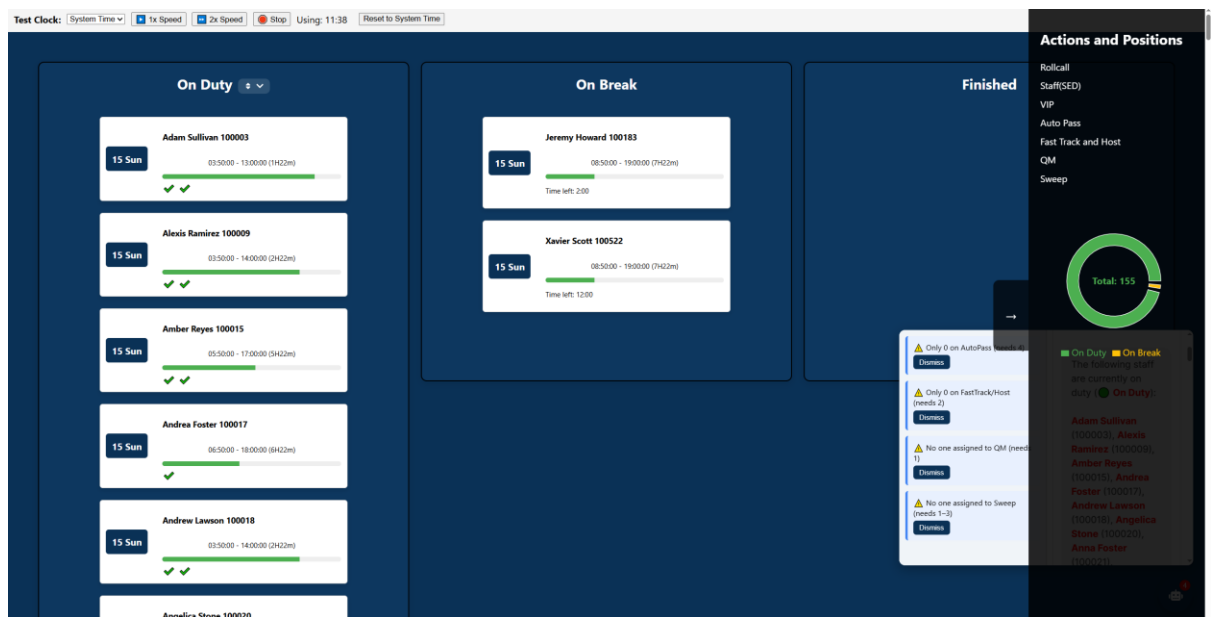 Test Clock: System Time 1x Speed 2x Speed Stop Using: 11:38 Reset to System Time
On Duty
Adam Sullivan 100003
15 Sun
03:50:00 - 13:00:00 (1H22m)
Alexis Ramirez 100009
15 Sun
03:50:00 - 14:00:00 (2H22m)
Amber Reyes 100015
15 Sun
05:50:00 - 17:00:00 (5H22m)
Andrea Foster 100017
15 Sun
06:50:00 - 18:00:00 (6H22m)
Andrew Lawson 100018
15 Sun
03:50:00 - 14:00:00 (2H22m)
Angelica Stone 100020
On Break
Jeremy Howard 100183
15 Sun
08:50:00 - 19:00:00 (7H22m)
Time left: 2:00
Xavier Scott 100522
15 Sun
08:50:00 - 19:00:00 (7H22m)
Time left: 12:00
Finished
Actions and Positions
Rollcall
Staff(SED)
VIP
Auto Pass
Fast Track and Host
QM
Sweep
Total: 155
On Duty On Break
→
⚠ Only 0 on AutoPass (needs 4)
Dismiss
⚠ Only 0 on FastTrack/Host
(needs 2)
Dismiss
⚠ No one assigned to QM (needs
1)
Dismiss
⚠ No one assigned to Sweep
(needs 1–3)
Dismiss
The following staff
are currently on
duty (On Duty):
Adam Sullivan
(100003), Alexis
Ramirez (100009),
Amber Reyes
(100015), Andrea
Foster (100017),
Andrew Lawson
(100018), Angelica
Stone (100020),
Anna Foster
(100021)